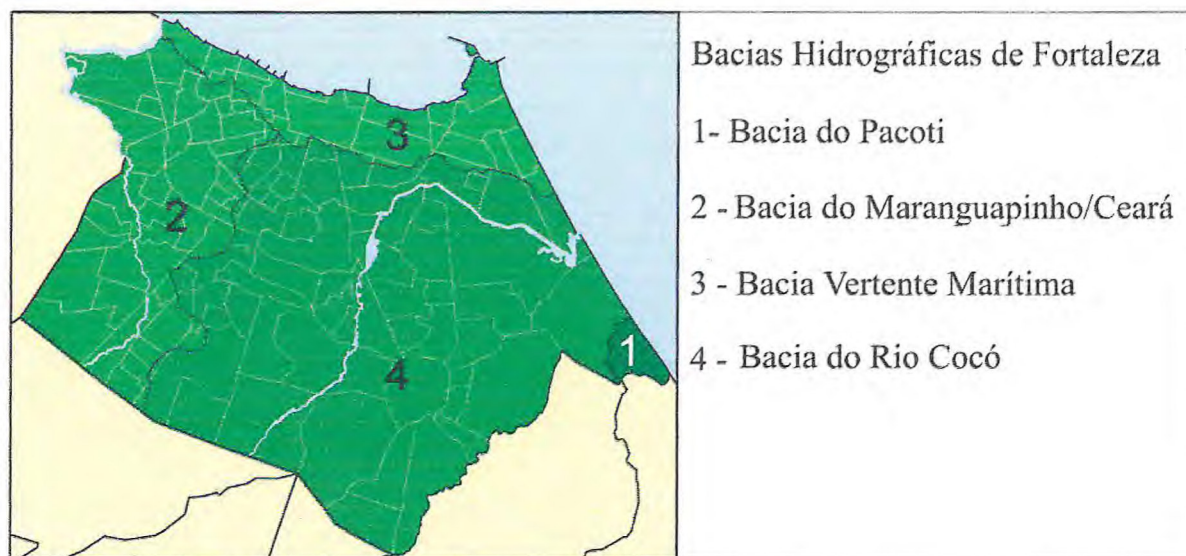 3
2
4
1
Bacias Hidrográficas de Fortaleza
1- Bacia do Pacoti
2 - Bacia do Maranguapinho/Ceará
3 - Bacia Vertente Marítima
4 - Bacia do Rio Cocó